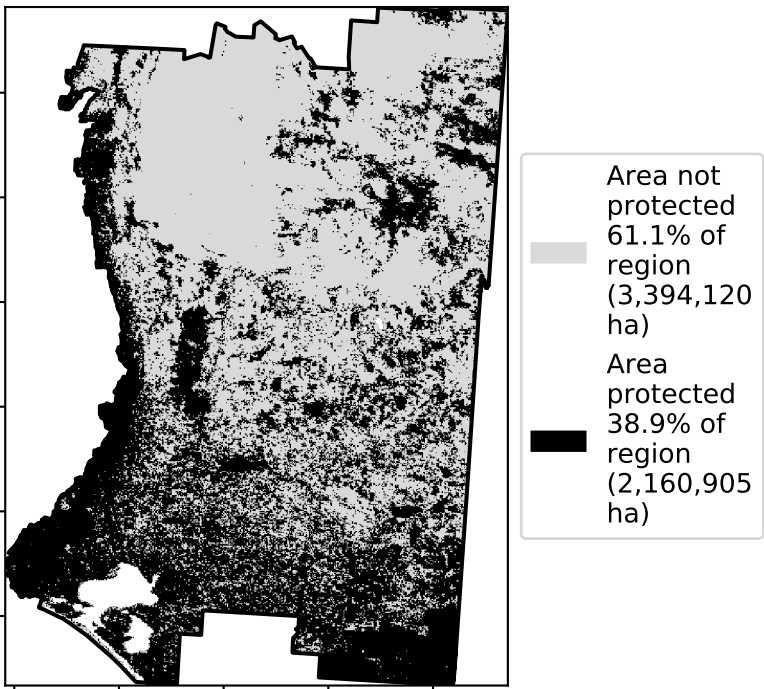 Area not
protected
61.1% of
region
(3,394,120
ha)
Area
protected
38.9% of
region
(2,160,905
ha)